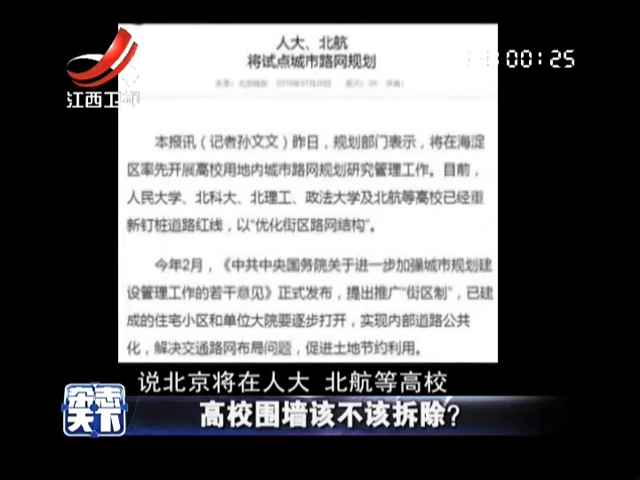 人大、北航
将试点城市路网规划
江西卫视
00:25
本报讯（记者孙文文）昨日，规划部门表示，将在海淀
区率先开展高校用地内城市路网规划研究管理工作。目前，
人民大学、北科大、北理工、政法大学及北航等高校已经重
新钉桩道路红线，以“优化街区路网结构”。
今年2月，《中共中央国务院关于进一步加强城市规划建
设管理工作的若干意见》正式发布，提出推广“街区制”，已建
成的住宅小区和单位大院要逐步打开，实现内部道路公共
化，解决交通路网布局问题，促进土地节约利用。
说北京将在人大 北航等高校
杂志天下
高校围墙该不该拆除？